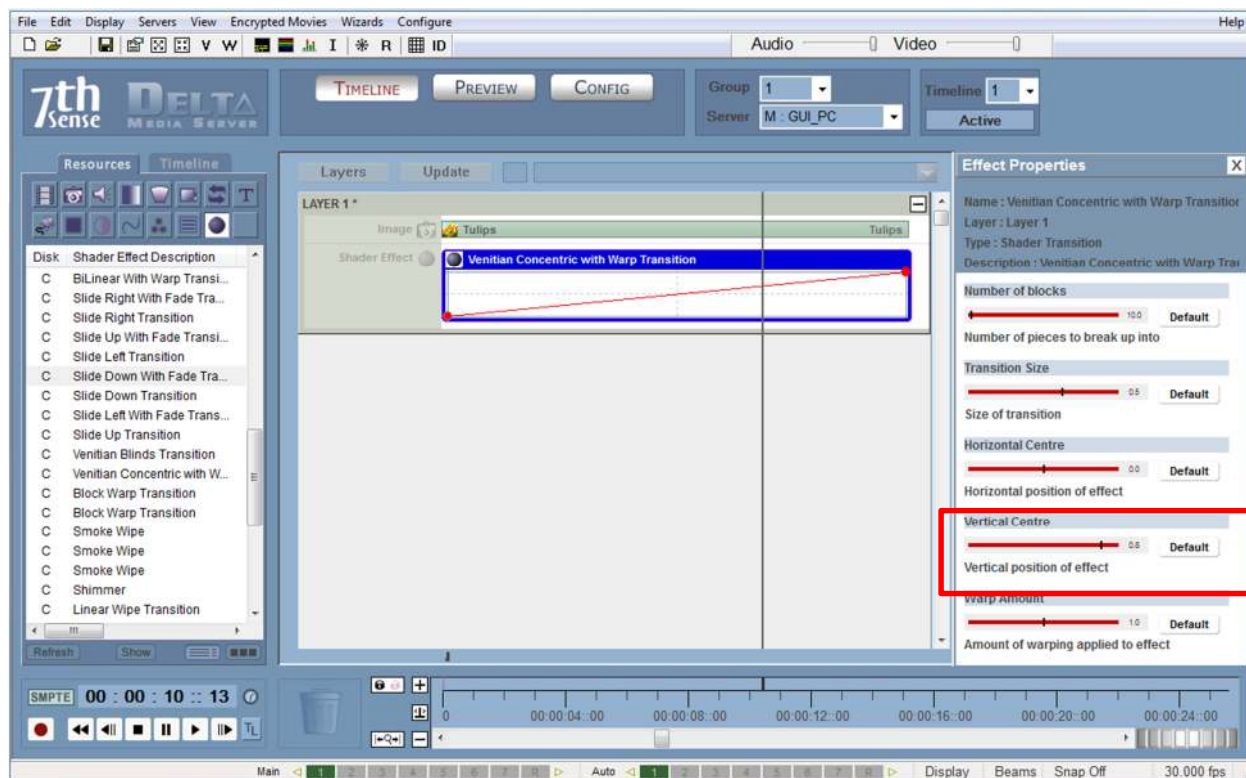 File Edit Display Servers View Encrypted Movies Wizards Configure Help
V W I R ID Audio Video
7th sense DELTA MEDIA SERVER
TIMELINE PREVIEW CONFIG
Group 1
Server M : GUI_PC
Timeline 1
Active
Resources Timeline
T
Disk Shader Effect Description
C BiLinear With Warp Transi...
C Slide Right With Fade Tra...
C Slide Right Transition
C Slide Up With Fade Transi...
C Slide Left Transition
C Slide Down With Fade Tra...
C Slide Down Transition
C Slide Left With Fade Trans...
C Slide Up Transition
C Venitian Blinds Transition
C Venitian Concentric with W...
C Block Warp Transition
C Block Warp Transition
C Smoke Wipe
C Smoke Wipe
C Smoke Wipe
C Shimmer
C Linear Wipe Transition
Refresh Show
Layers Update
LAYER 1 *
Image Tulips Tulips
Shader Effect Venitian Concentric with Warp Transition
Effect Properties X
Name : Venitian Concentric with Warp Transition
Layer : Layer 1
Type : Shader Transition
Description : Venitian Concentric with Warp Tra
Number of blocks
10.0 Default
Number of pieces to break up into
Transition Size
0.5 Default
Size of transition
Horizontal Centre
0.0 Default
Horizontal position of effect
Vertical Centre
Default
Vertical position of effect
Warp Amount
1.0 Default
Amount of warping applied to effect
SMPTE 00 : 00 : 10 :: 13
TL
0 00:00:04::00 00:00:08::00 00:00:12::00 00:00:16::00 00:00:20::00 00:00:24::00
Main 1 2 3 4 5 6 7 R Auto 1 2 3 4 5 6 7 R Display Beams Snap Off 30.000 fps